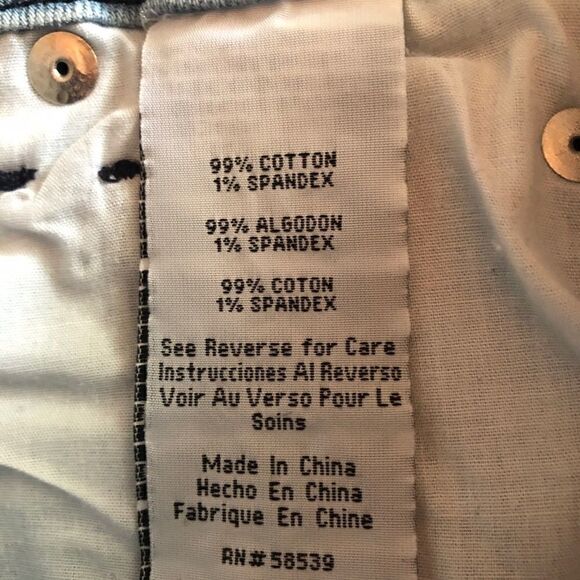 99% COTTON
1% SPANDEX
99% ALGODON
1% SPANDEX
99% COTON
1% SPANDEX
See Reverse for Care
Instrucciones Al Reverso
Voir Au Verso Pour Le
Soins
Made In China
Hecho En China
Fabrique En Chine
RN# 58539